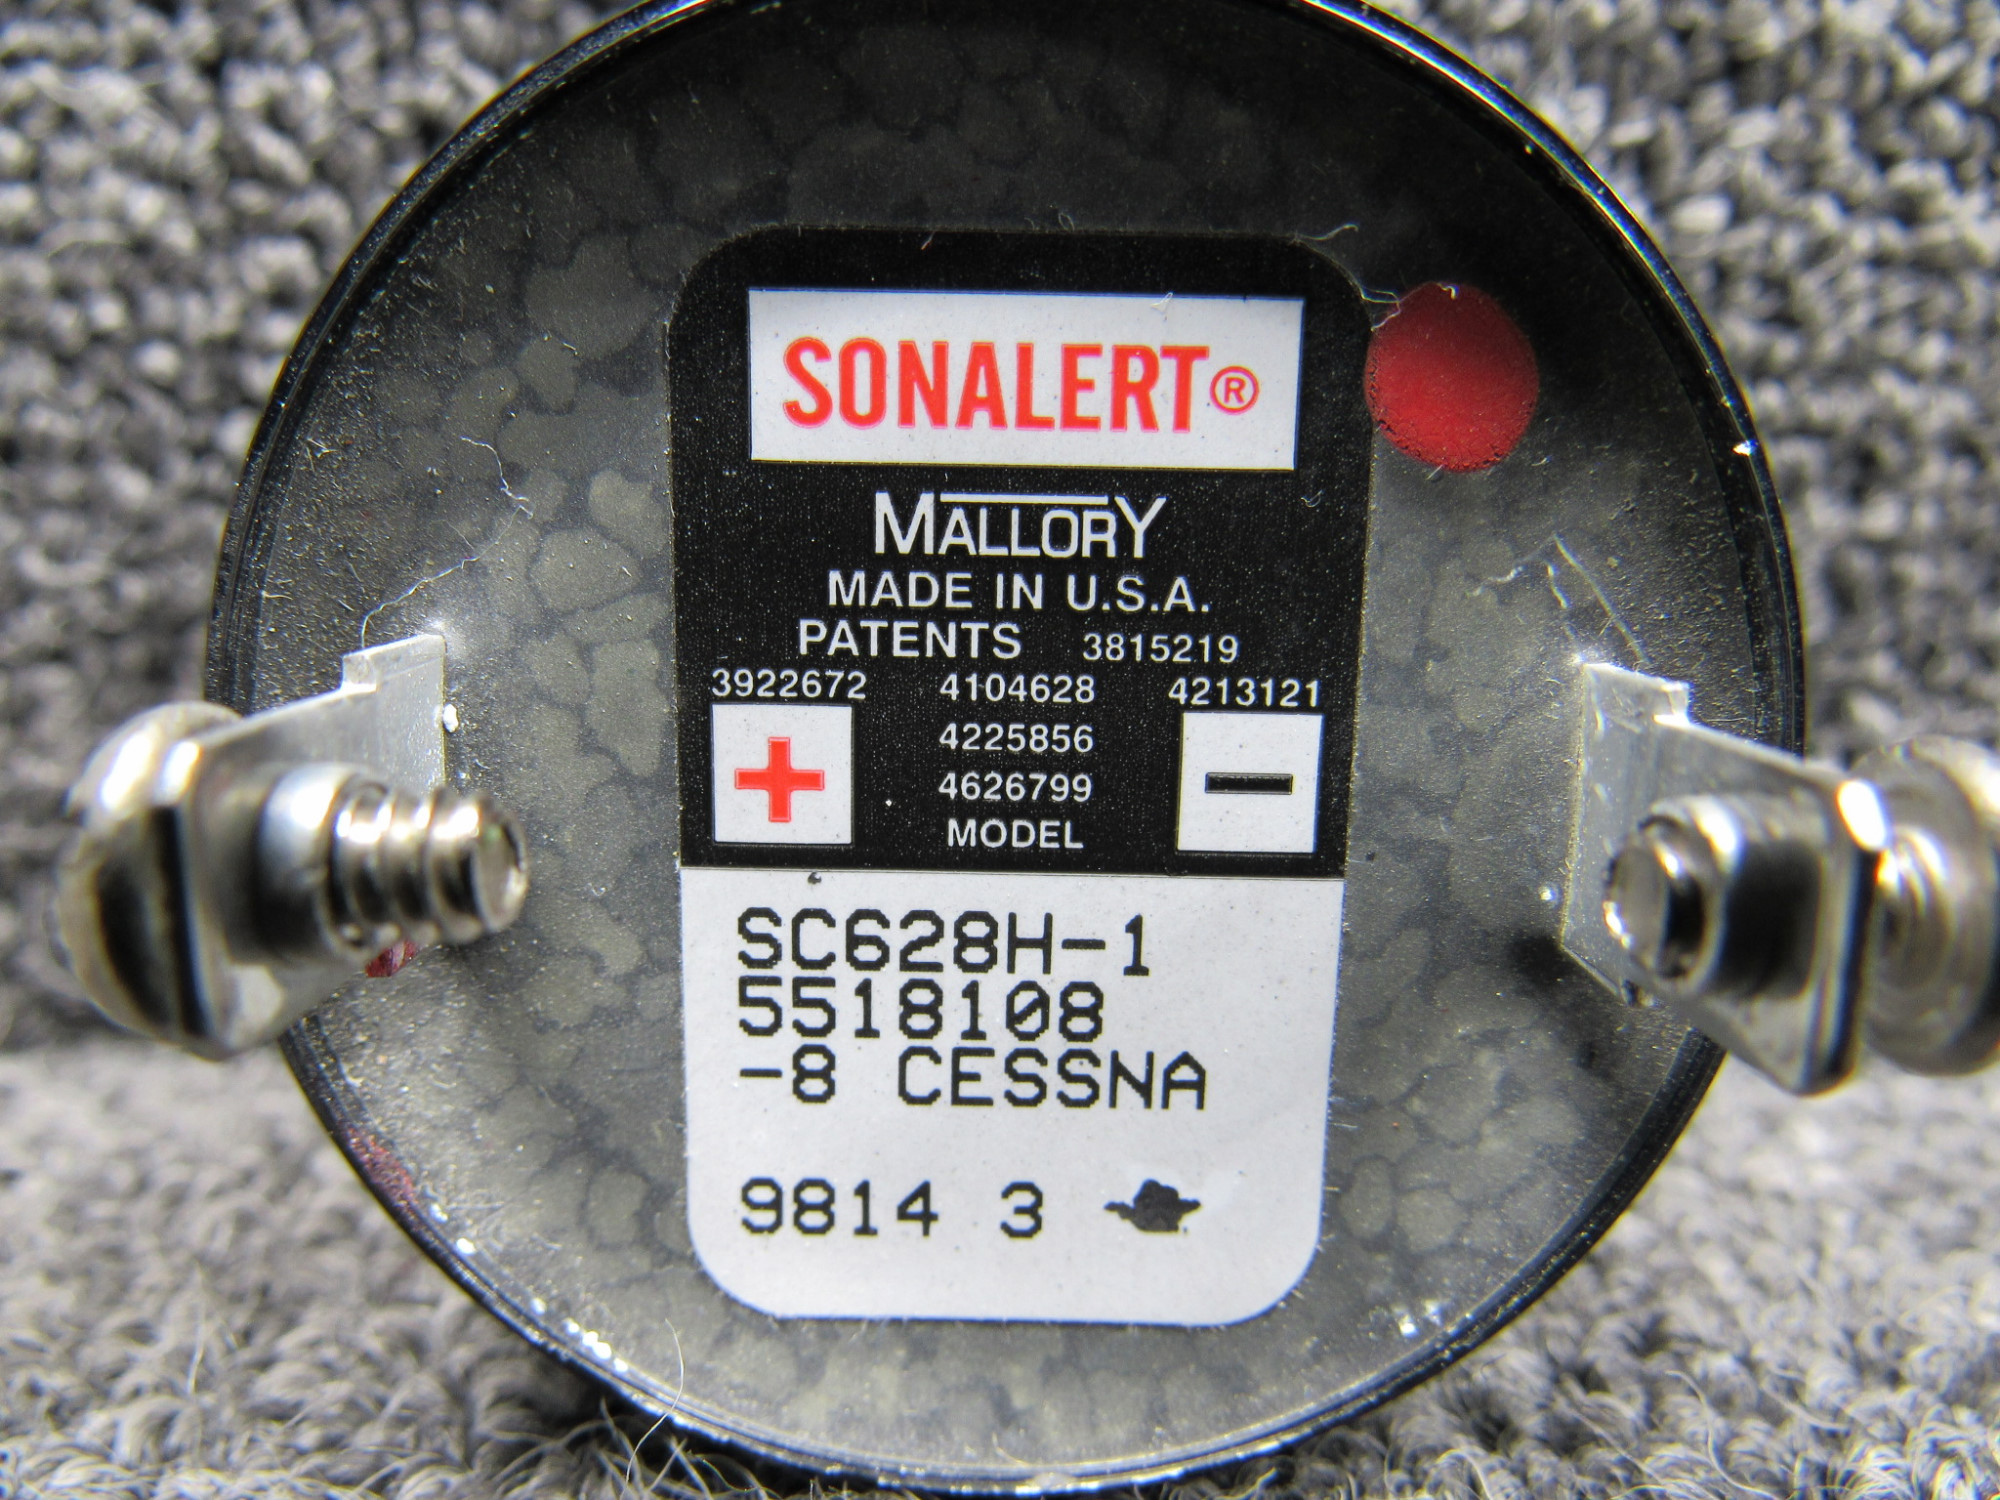 SONALERT®
MALLORY
MADE IN U.S.A.
PATENTS 3815219
3922672 4104628 4213121
4225856
+ 4626799 -
MODEL
SC628H-1
5518108
-8 CESSNA
9814 3